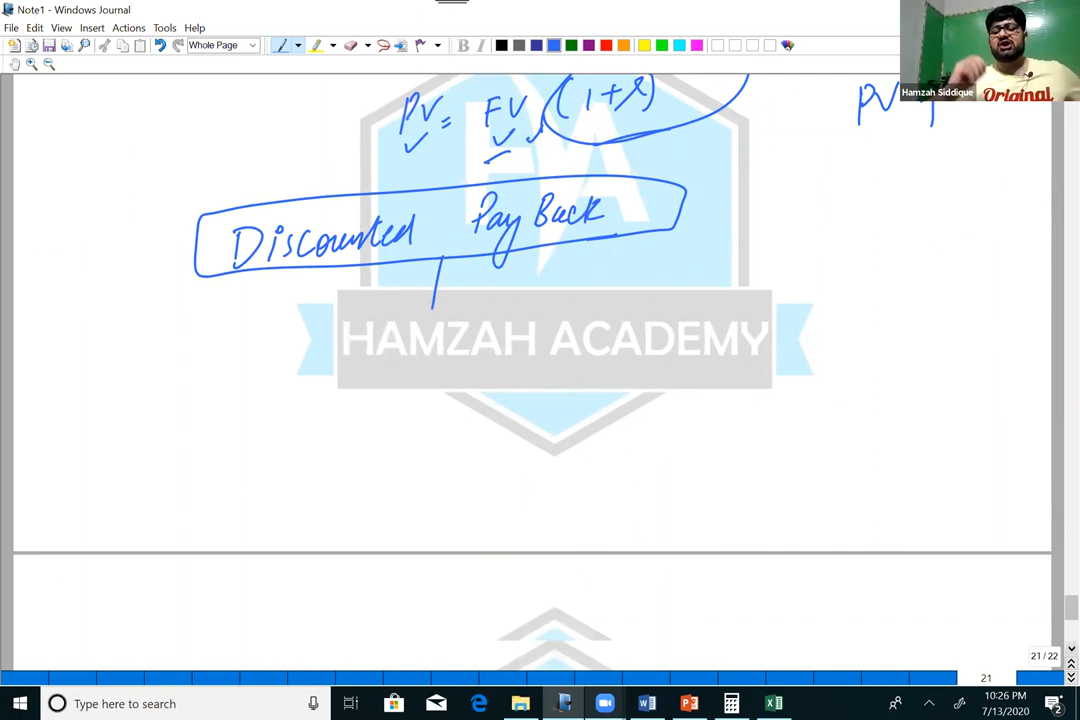 Note1 - Windows Journal
File Edit View Insert Actions Tools Help
Whole Page
B I
Hamzah Siddique
Original
PV = FV (1+r)
PV
Discounted Pay Back
HAMZAH ACADEMY
21 / 22
21
Type here to search
10:26 PM
7/13/2020
2